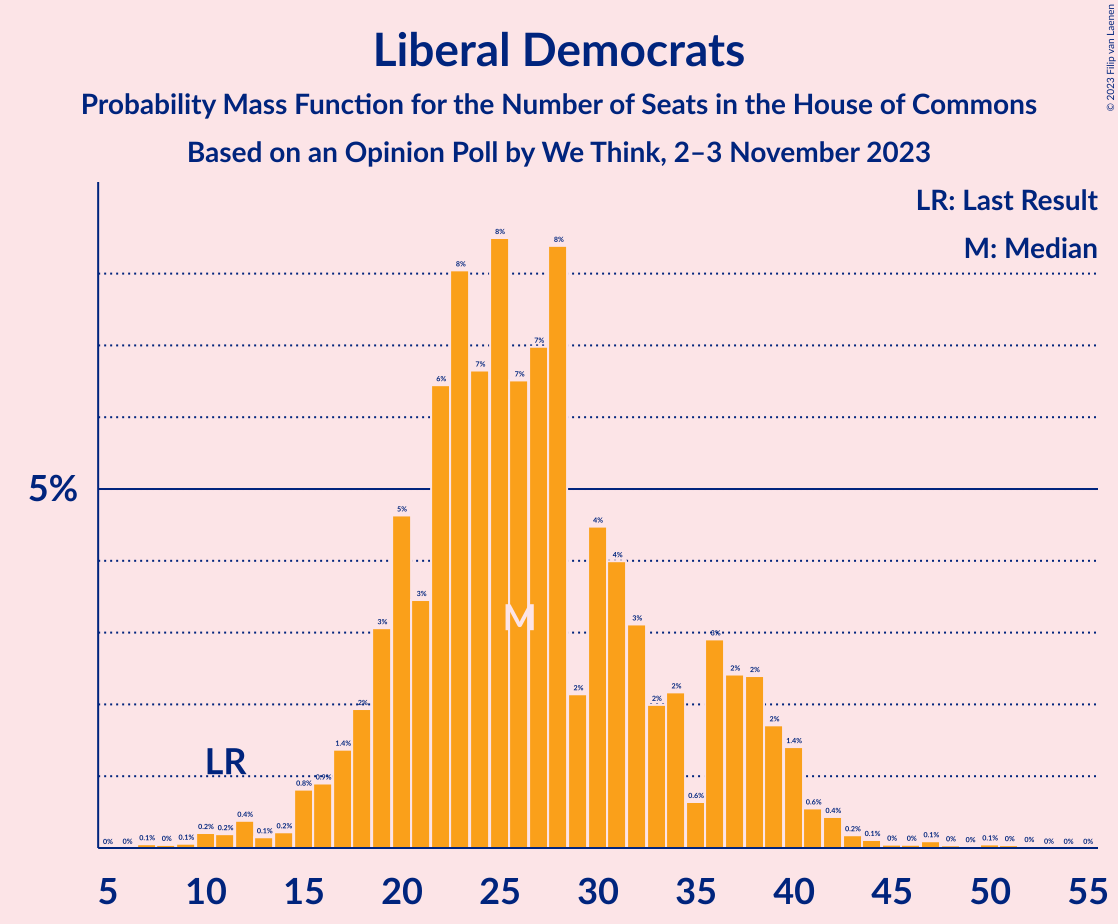 Liberal Democrats
Probability Mass Function for the Number of Seats in the House of Commons
Based on an Opinion Poll by We Think, 2–3 November 2023
© 2023 Filip van Laenen
LR: Last Result
M: Median
5%
LR
M
0% 0% 0.1% 0% 0.1% 0.2% 0.2% 0.4% 0.1% 0.2% 0.8% 0.9% 1.4% 2% 3% 5% 3% 6% 8% 7% 8% 7% 7% 8% 2% 4% 4% 3% 2% 2% 0.6% 3% 2% 2% 2% 1.4% 0.6% 0.4% 0.2% 0.1% 0% 0% 0.1% 0% 0% 0.1% 0% 0% 0% 0% 0%
5 10 15 20 25 30 35 40 45 50 55